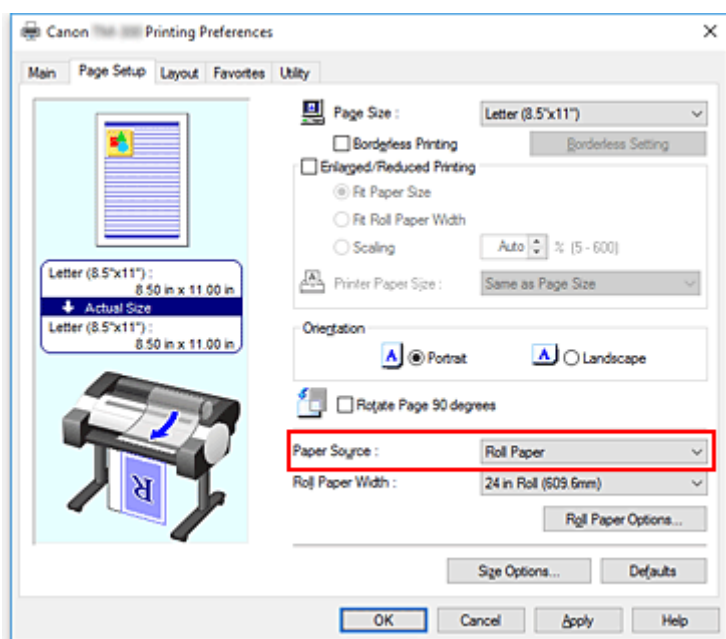 Canon Printing Preferences
Main Page Setup Layout Favorites Utility
Page Size : Letter (8.5"x11")
Borderless Printing Borderless Setting
Enlarged/Reduced Printing
Fit Paper Size
Fit Roll Paper Width
Scaling Auto % (5 - 600)
Printer Paper Size : Same as Page Size
Letter (8.5"x11") :
8.50 in x 11.00 in
Actual Size
Letter (8.5"x11") :
8.50 in x 11.00 in
Orientation
A Portrait A Landscape
Rotate Page 90 degrees
Paper Source : Roll Paper
Roll Paper Width : 24 in Roll (609.6mm)
R
Roll Paper Options...
Size Options... Defaults
OK Cancel Apply Help